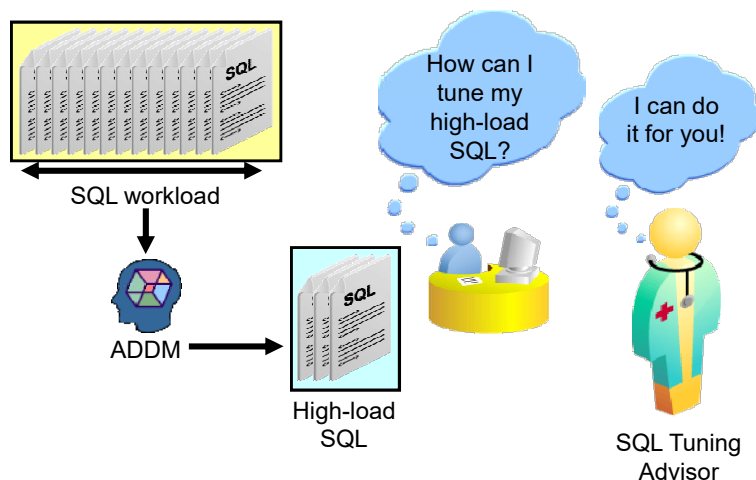 SQL
SQL workload
ADDM
SQL
High-load
SQL
How can I
tune my
high-load
SQL?
I can do
it for you!
SQL Tuning
Advisor